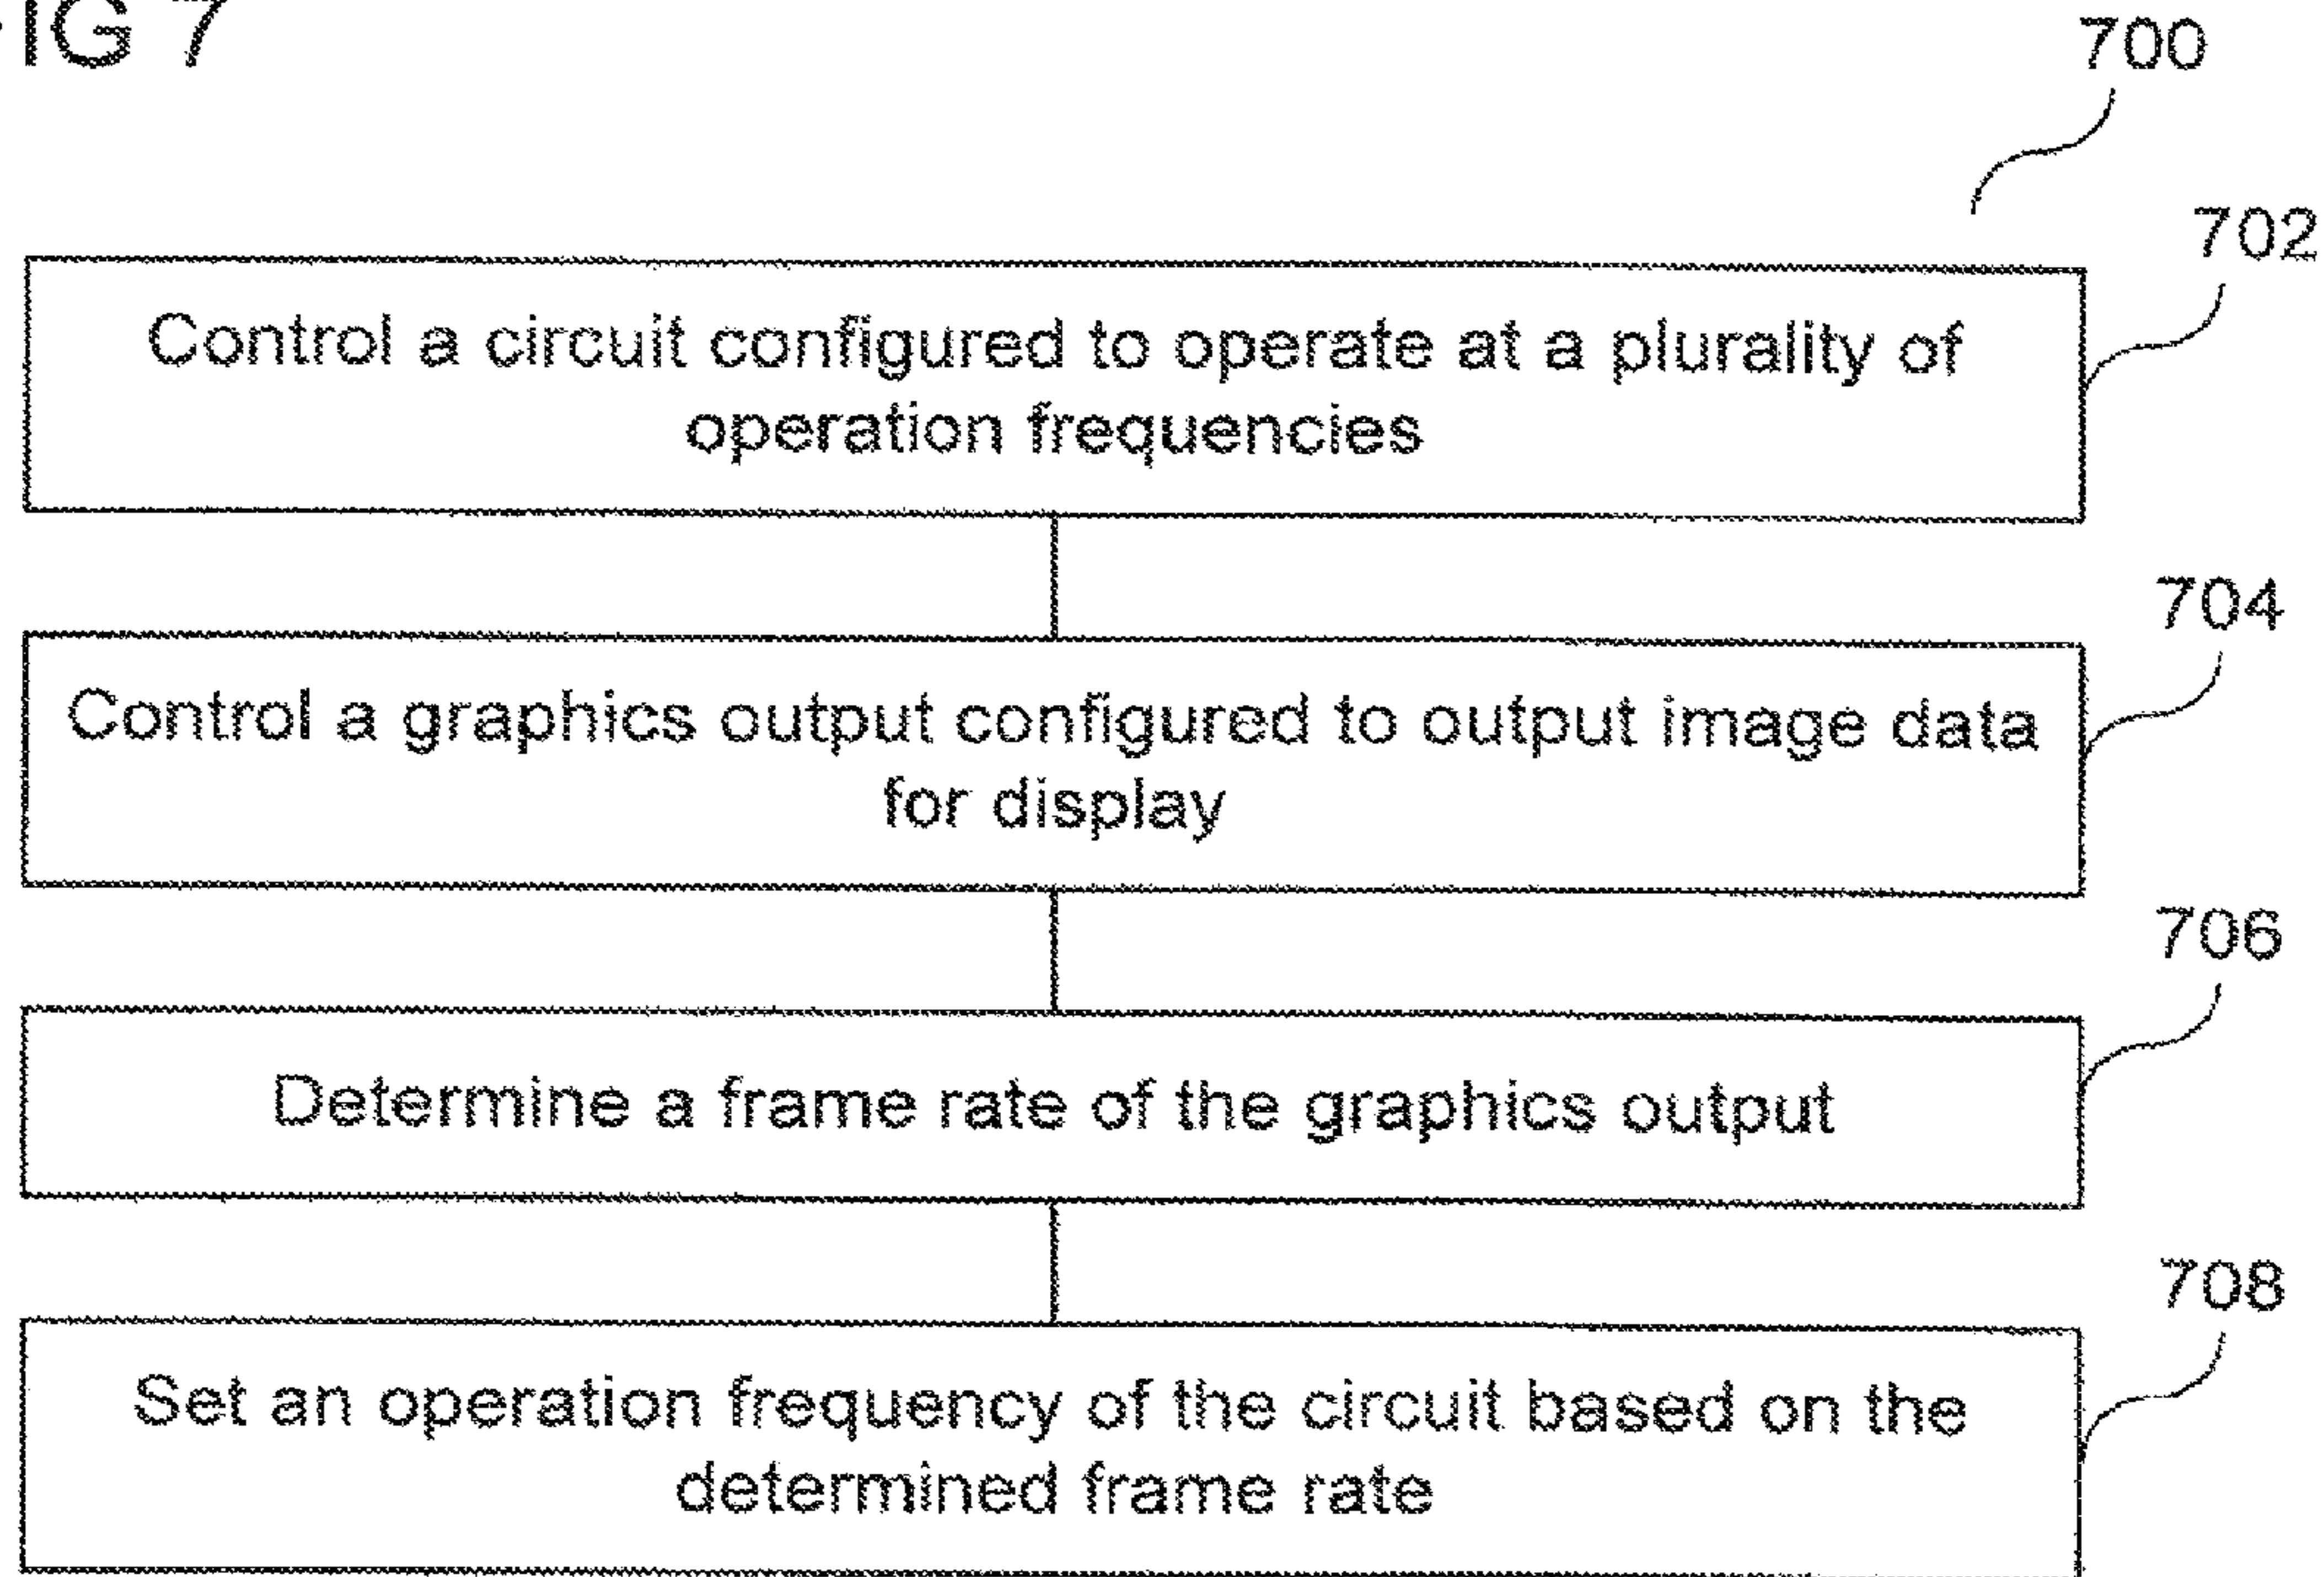 FIG 7
700
702
Control a circuit configured to operate at a plurality of
operation frequencies
704
Control a graphics output configured to output image data
for display
706
Determine a frame rate of the graphics output
708
Set an operation frequency of the circuit based on the
determined frame rate